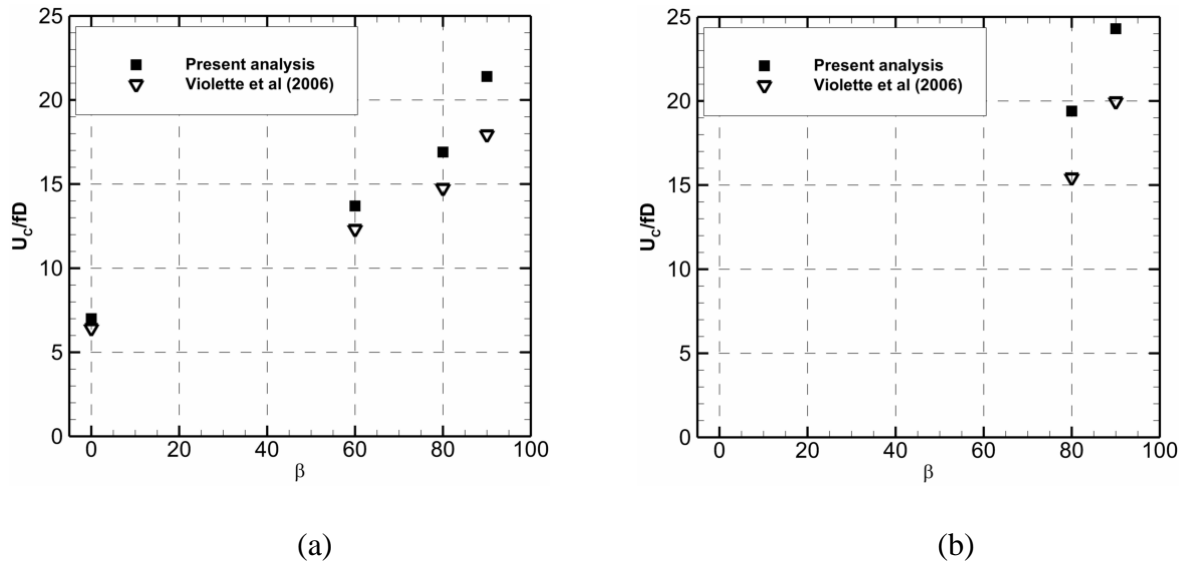 25
20
15
10
5
0
U_c/fD
Present analysis
Violette et al (2006)
0 20 40 60 80 100
β
(a)
25
20
15
10
5
0
U_c/fD
Present analysis
Violette et al (2006)
0 20 40 60 80 100
β
(b)